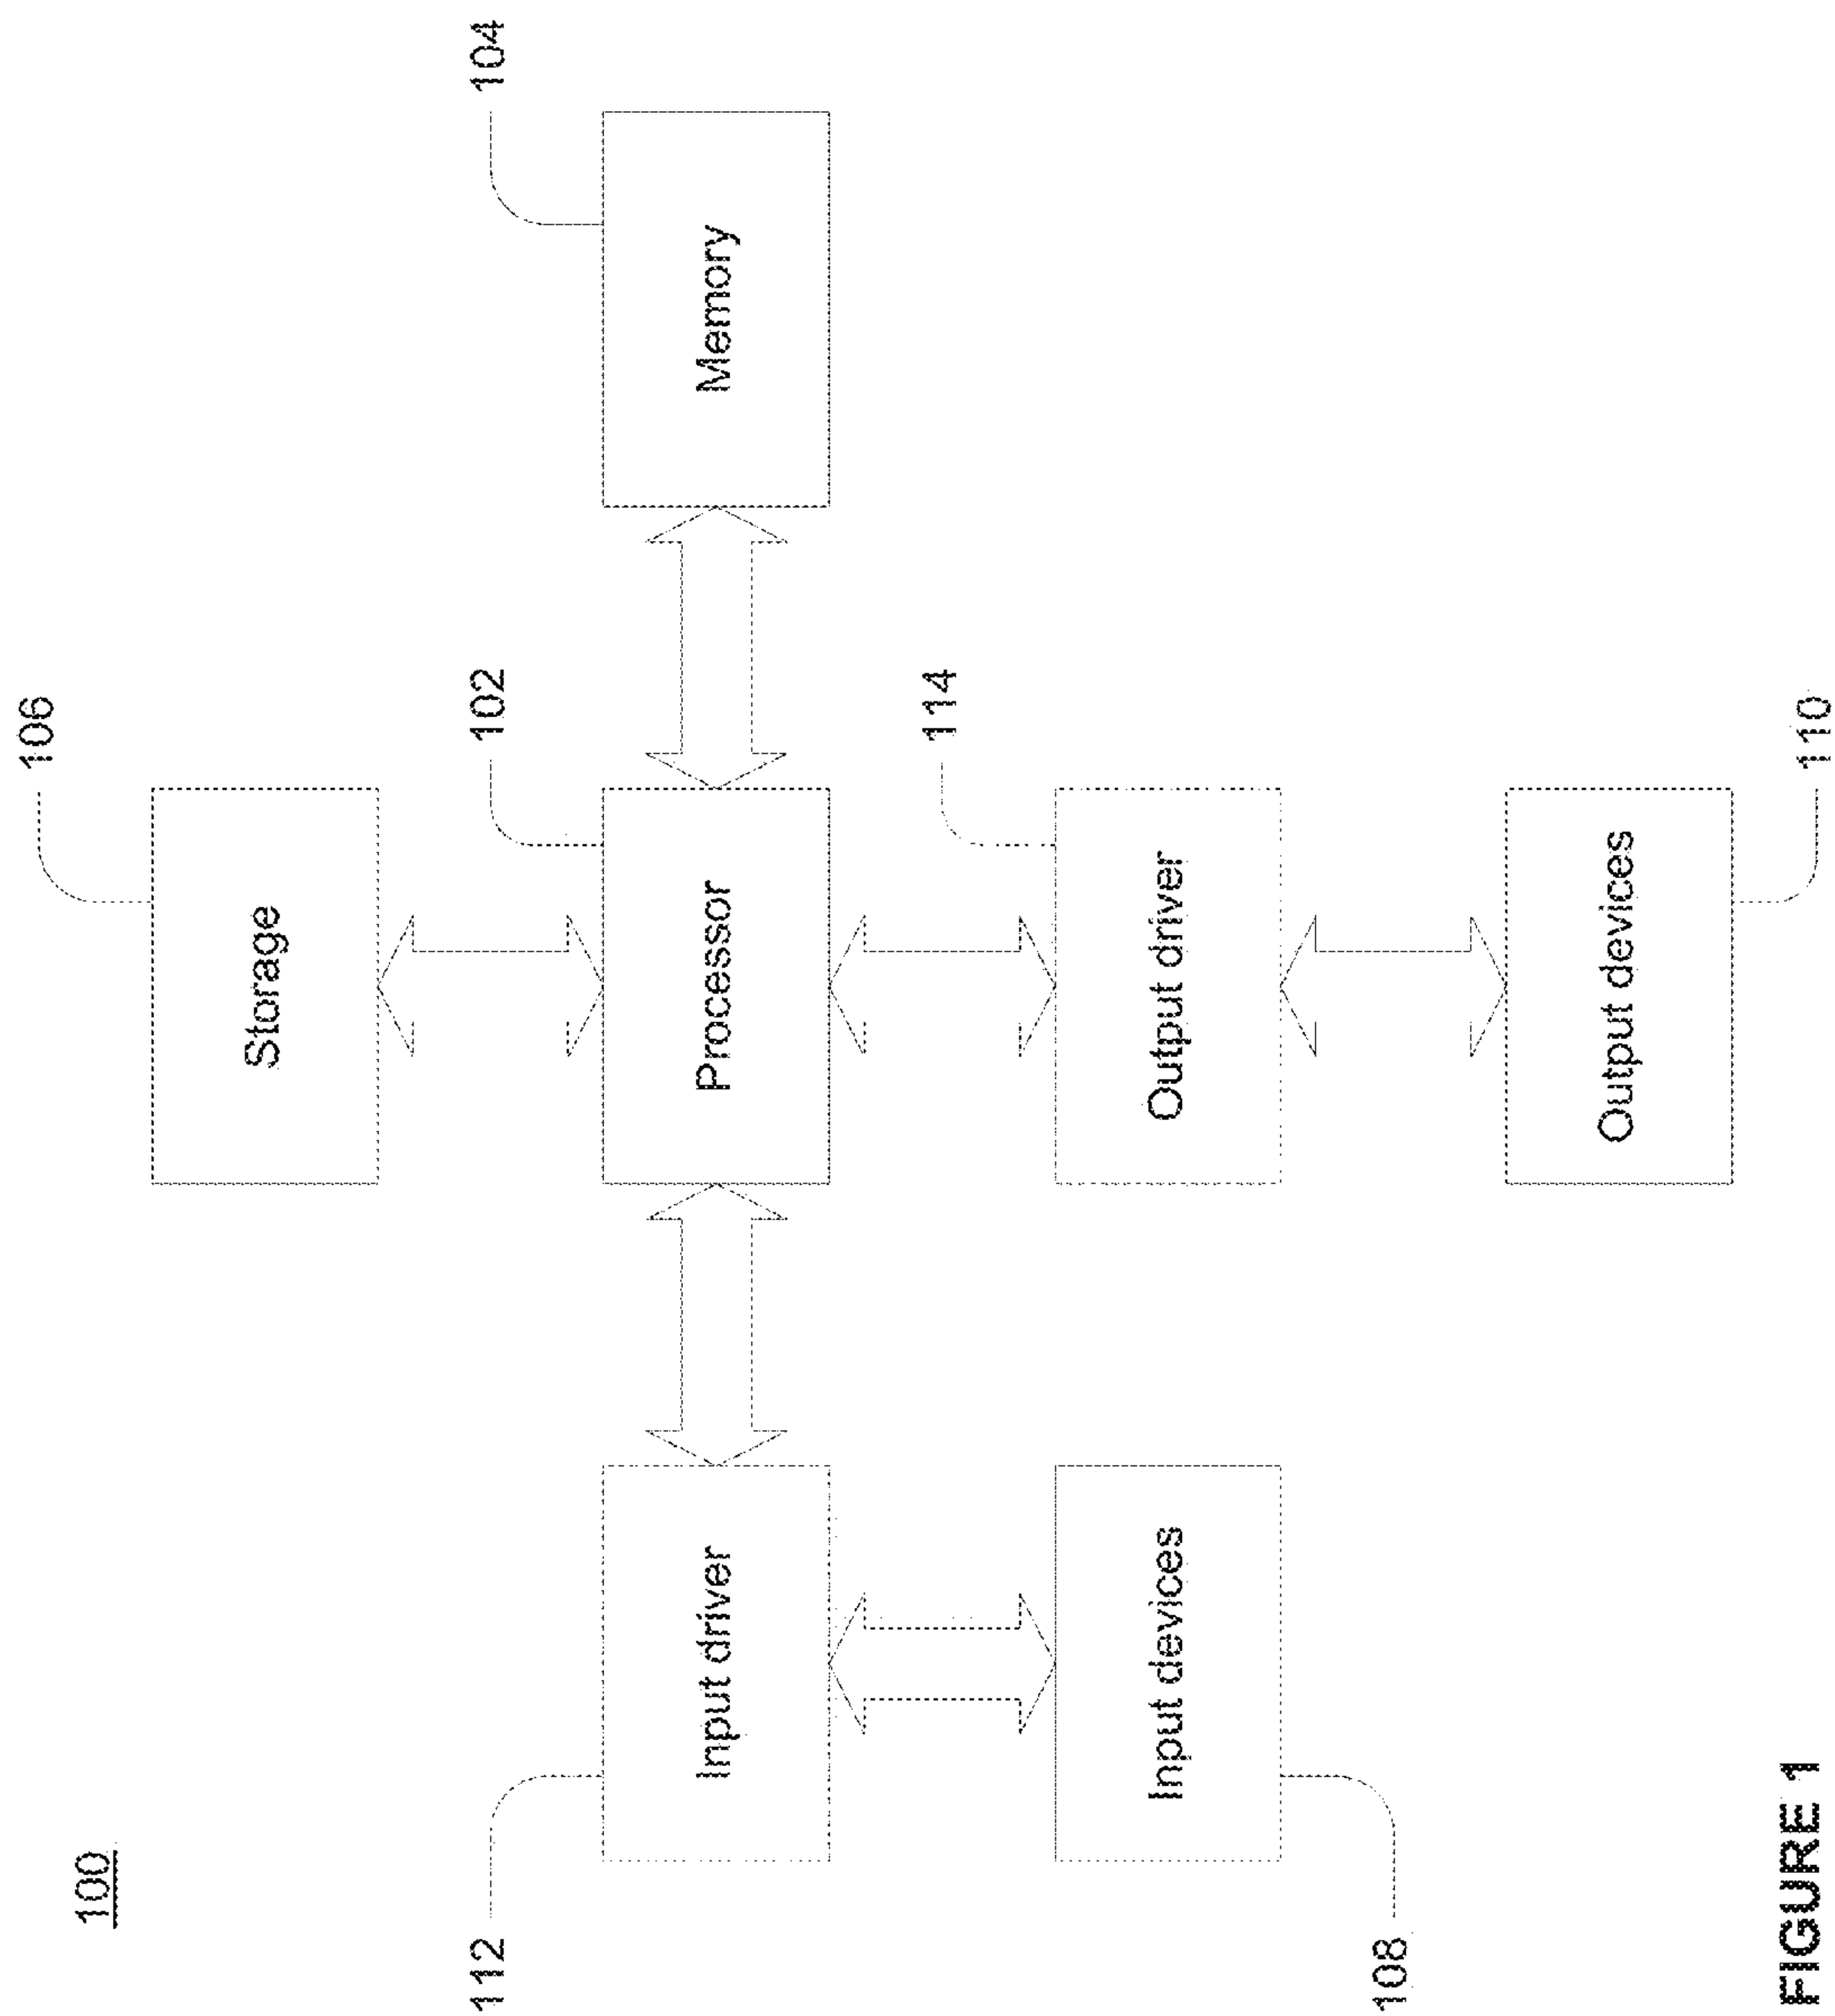 100
106
Storage
112
102
104
Input driver
Processor
Memory
114
Input devices
Output driver
108
Output devices
110
FIGURE 1